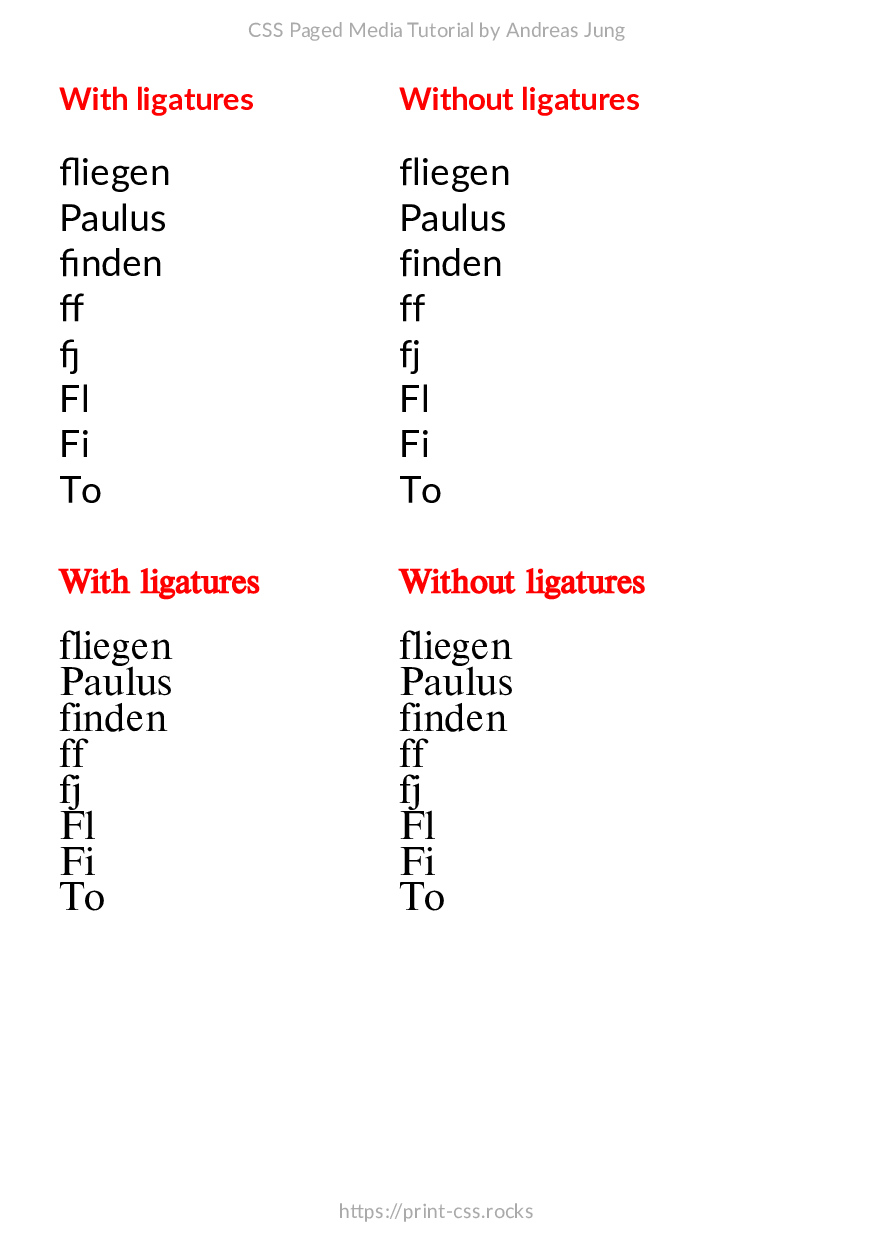 CSS Paged Media Tutorial by Andreas Jung
With ligatures
fliegen
Paulus
finden
ff
fj
Fl
Fi
To
Without ligatures
fliegen
Paulus
finden
ff
fj
Fl
Fi
To
With ligatures
fliegen
Paulus
finden
ff
fj
Fl
Fi
To
Without ligatures
fliegen
Paulus
finden
ff
fj
Fl
Fi
To
https://print-css.rocks